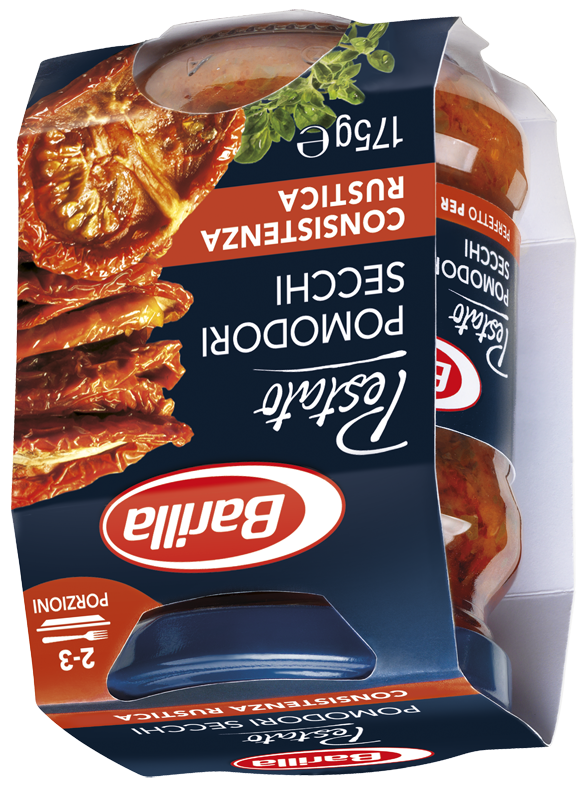 Barilla
Pestato
POMODORI SECCHI
CONSISTENZA RUSTICA
2-3
PORZIONI
Barilla
Pestato
POMODORI
SECCHI
CONSISTENZA
RUSTICA
175g℮
Pestato
POMODORI
SECCHI
PERFETTO PER